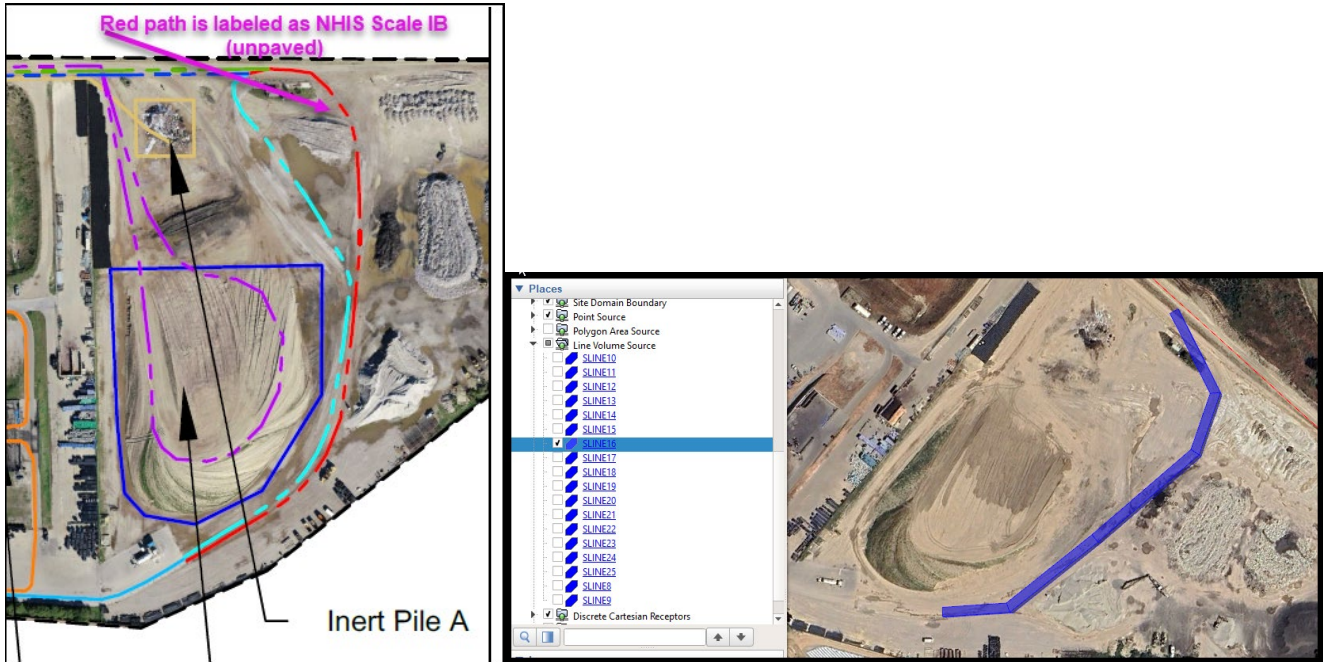 Red path is labeled as NHIS Scale IB
(unpaved)
Inert Pile A
Places
Site Domain Boundary
Point Source
Polygon Area Source
Line Volume Source
SLINE10
SLINE11
SLINE12
SLINE13
SLINE14
SLINE15
SLINE16
SLINE17
SLINE18
SLINE19
SLINE20
SLINE21
SLINE22
SLINE23
SLINE24
SLINE25
SLINE8
SLINE9
Discrete Cartesian Receptors